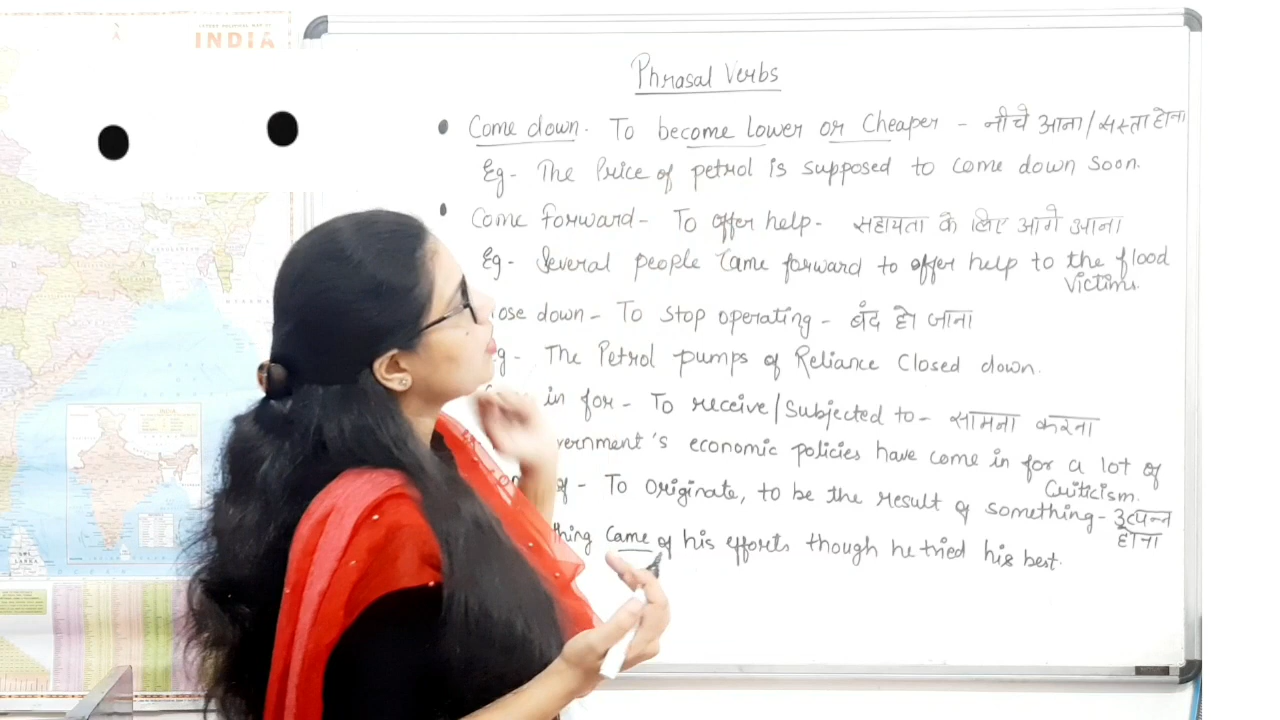 INDIA
Phrasal Verbs
Come down. To become Lower or Cheaper - नीचे आना/सस्ता होना
Eg- The Price of petrol is supposed to come down soon.
Come forward- To offer help- सहायता के लिए आगे आना
Eg- Several people Came forward to offer help to the flood
victims.
down- To Stop operating- बंद हो जाना
The Petrol pumps of Reliance Closed down.
in for- To receive/Subjected to- सामना करना
economic policies have come in for a lot of
Criticism.
To originate, to be the result of something- उत्पन्न
होना
Came of his efforts though he tried his best.